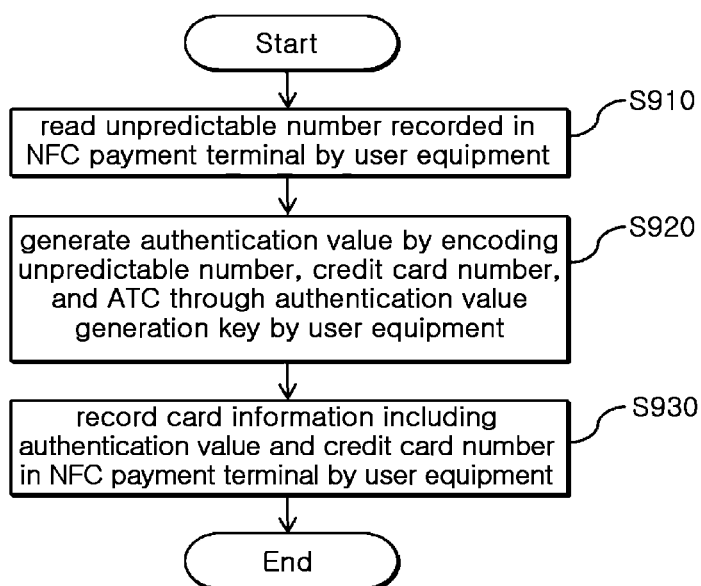 Start
S910
read unpredictable number recorded in
NFC payment terminal by user equipment
S920
generate authentication value by encoding
unpredictable number, credit card number,
and ATC through authentication value
generation key by user equipment
S930
record card information including
authentication value and credit card number
in NFC payment terminal by user equipment
End